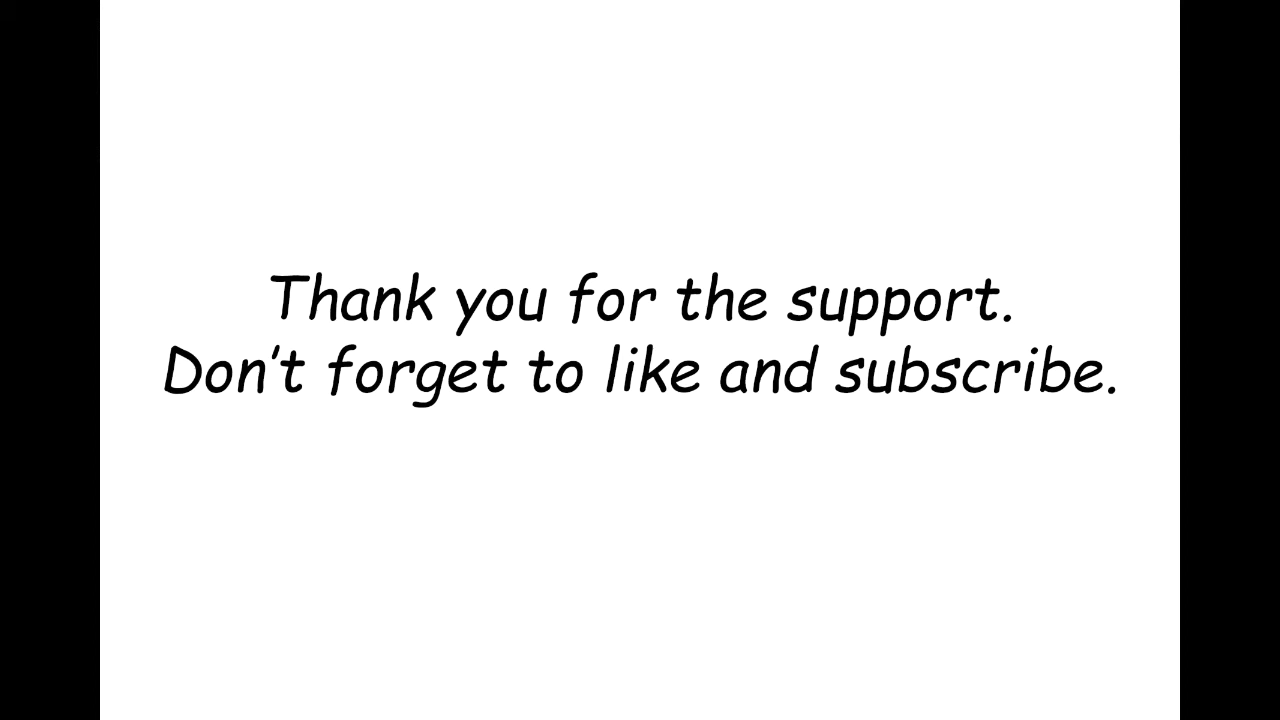 Thank you for the support.
Don’t forget to like and subscribe.